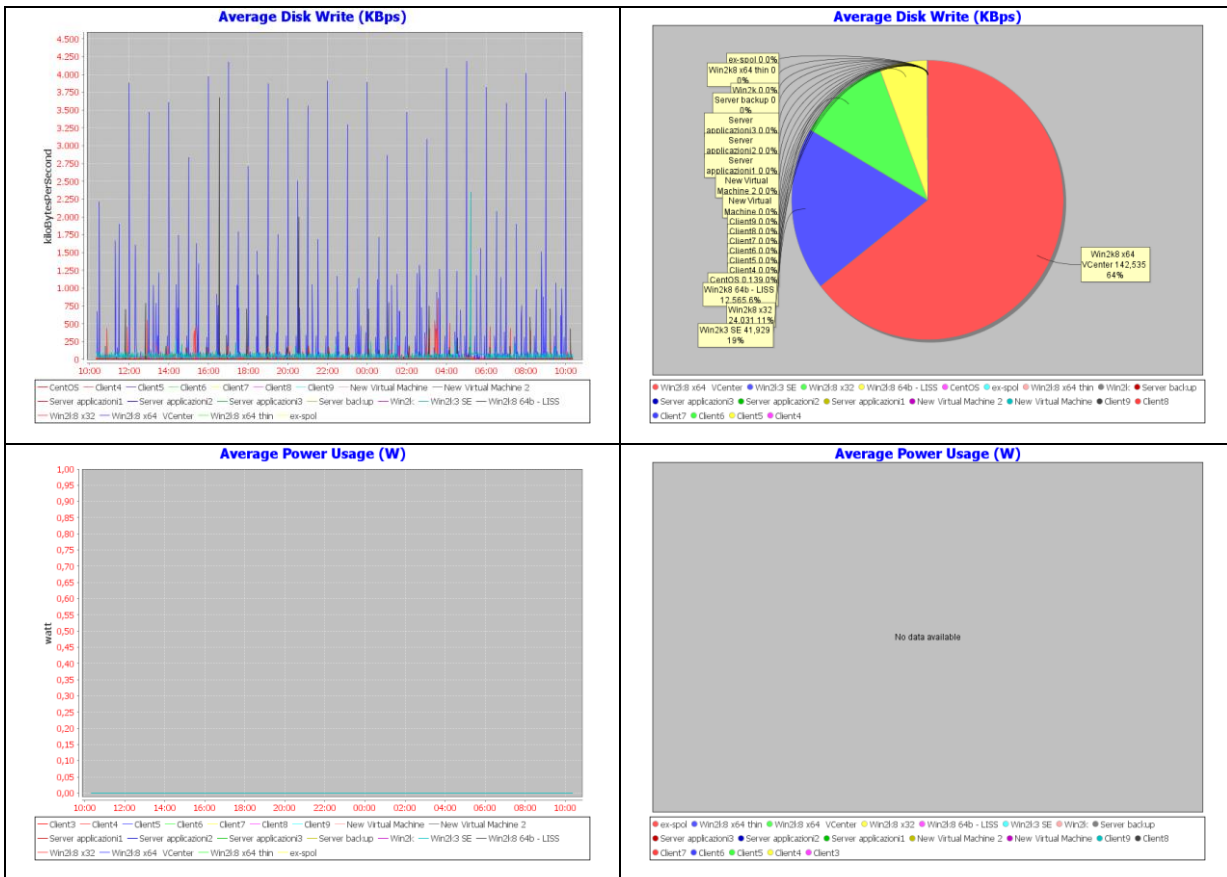 Average Disk Write (KBps)
4.500
4.250
4.000
3.750
3.500
3.250
3.000
2.750
2.500
2.250
2.000
1.750
1.500
1.250
1.000
750
500
250
0
kiloBytesPerSecond
10:00 12:00 14:00 16:00 18:00 20:00 22:00 00:00 02:00 04:00 06:00 08:00 10:00
CentOS Client4 Client5 Client6 Client7 Client8 Client9 New Virtual Machine New Virtual Machine 2
Server applicazioni1 Server applicazioni2 Server applicazioni3 Server backup Win2k Win2k3 SE Win2k8 64b - LISS
Win2k8 x32 Win2k8 x64 VCenter Win2k8 x64 thin ex-spol
Average Disk Write (KBps)
ex-spol 0.0%
Win2k8 x64 thin 0
0%
Win2k 0.0%
Server backup 0
0%
Server
applicazioni3 0.0%
Server
applicazioni2 0.0%
Server
applicazioni1 0.0%
New Virtual
Machine 2 0.0%
New Virtual
Machine 0.0%
Client9 0.0%
Client8 0.0%
Client7 0.0%
Client6 0.0%
Client5 0.0%
Client4 0.0%
CentOS 0.139.0%
Win2k8 64b - LISS
12,565.6%
Win2k8 x32
24,031.11%
Win2k3 SE 41,929
19%
Win2k8 x64
VCenter 142,535
64%
Win2k8 x64 VCenter Win2k3 SE Win2k8 x32 Win2k8 64b - LISS CentOS ex-spol Win2k8 x64 thin Win2k Server backup
Server applicazioni3 Server applicazioni2 Server applicazioni1 New Virtual Machine 2 New Virtual Machine Client9 Client8
Client7 Client6 Client5 Client4
Average Power Usage (W)
1,00
0,95
0,90
0,85
0,80
0,75
0,70
0,65
0,60
0,55
0,50
0,45
0,40
0,35
0,30
0,25
0,20
0,15
0,10
0,05
0,00
watt
10:00 12:00 14:00 16:00 18:00 20:00 22:00 00:00 02:00 04:00 06:00 08:00 10:00
Client3 Client4 Client5 Client6 Client7 Client8 Client9 New Virtual Machine New Virtual Machine 2
Server applicazioni1 Server applicazioni2 Server applicazioni3 Server backup Win2k Win2k3 SE Win2k8 64b - LISS
Win2k8 x32 Win2k8 x64 VCenter Win2k8 x64 thin ex-spol
Average Power Usage (W)
No data available
ex-spol Win2k8 x64 thin Win2k8 x64 VCenter Win2k8 x32 Win2k8 64b - LISS Win2k3 SE Win2k Server backup
Server applicazioni3 Server applicazioni2 Server applicazioni1 New Virtual Machine 2 New Virtual Machine Client9 Client8
Client7 Client6 Client5 Client4 Client3